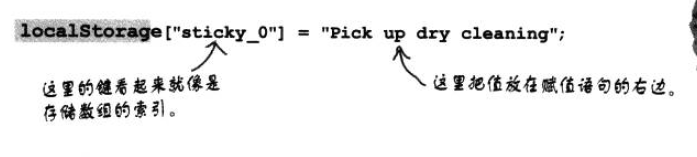 localStorage["sticky_0"] = "Pick up dry cleaning";
这里的键看起来就像是
存储数组的索引。
这里把值放在赋值语句的右边。